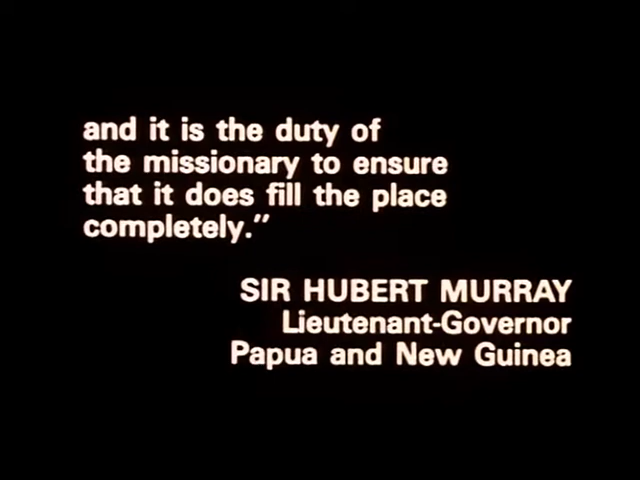 and it is the duty of
the missionary to ensure
that it does fill the place
completely.”
SIR HUBERT MURRAY
Lieutenant-Governor
Papua and New Guinea